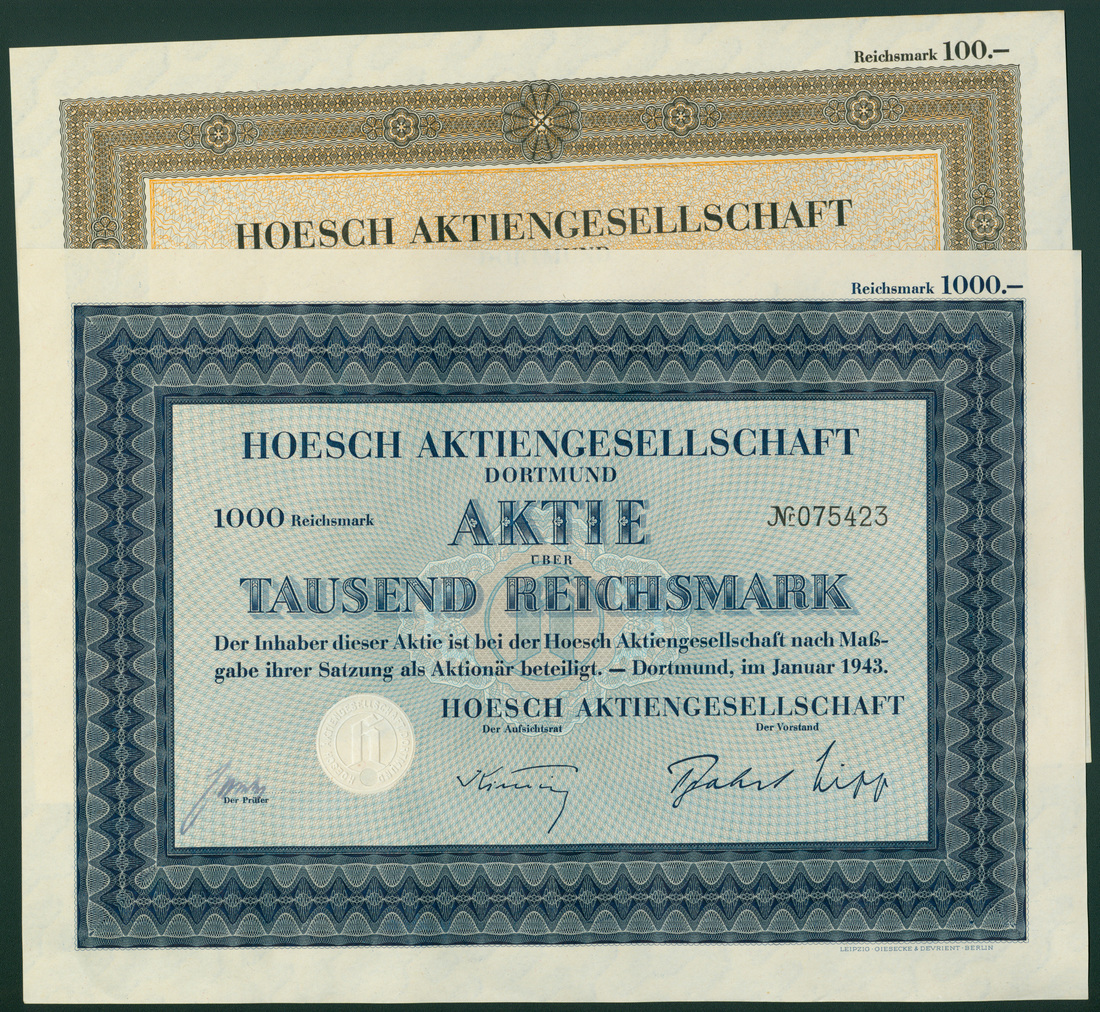 Reichsmark 100.–
HOESCH AKTIENGESELLSCHAFT
Reichsmark 1000.–
HOESCH AKTIENGESELLSCHAFT
DORTMUND
1000 Reichsmark
AKTIE
№ 075423
ÜBER
TAUSEND REICHSMARK
Der Inhaber dieser Aktie ist bei der Hoesch Aktiengesellschaft nach Maß-
gabe ihrer Satzung als Aktionär beteiligt. — Dortmund, im Januar 1943.
HOESCH AKTIENGESELLSCHAFT
Der Aufsichtsrat
Der Vorstand
Der Prüfer
LEIPZIG · GIESECKE & DEVRIENT · BERLIN